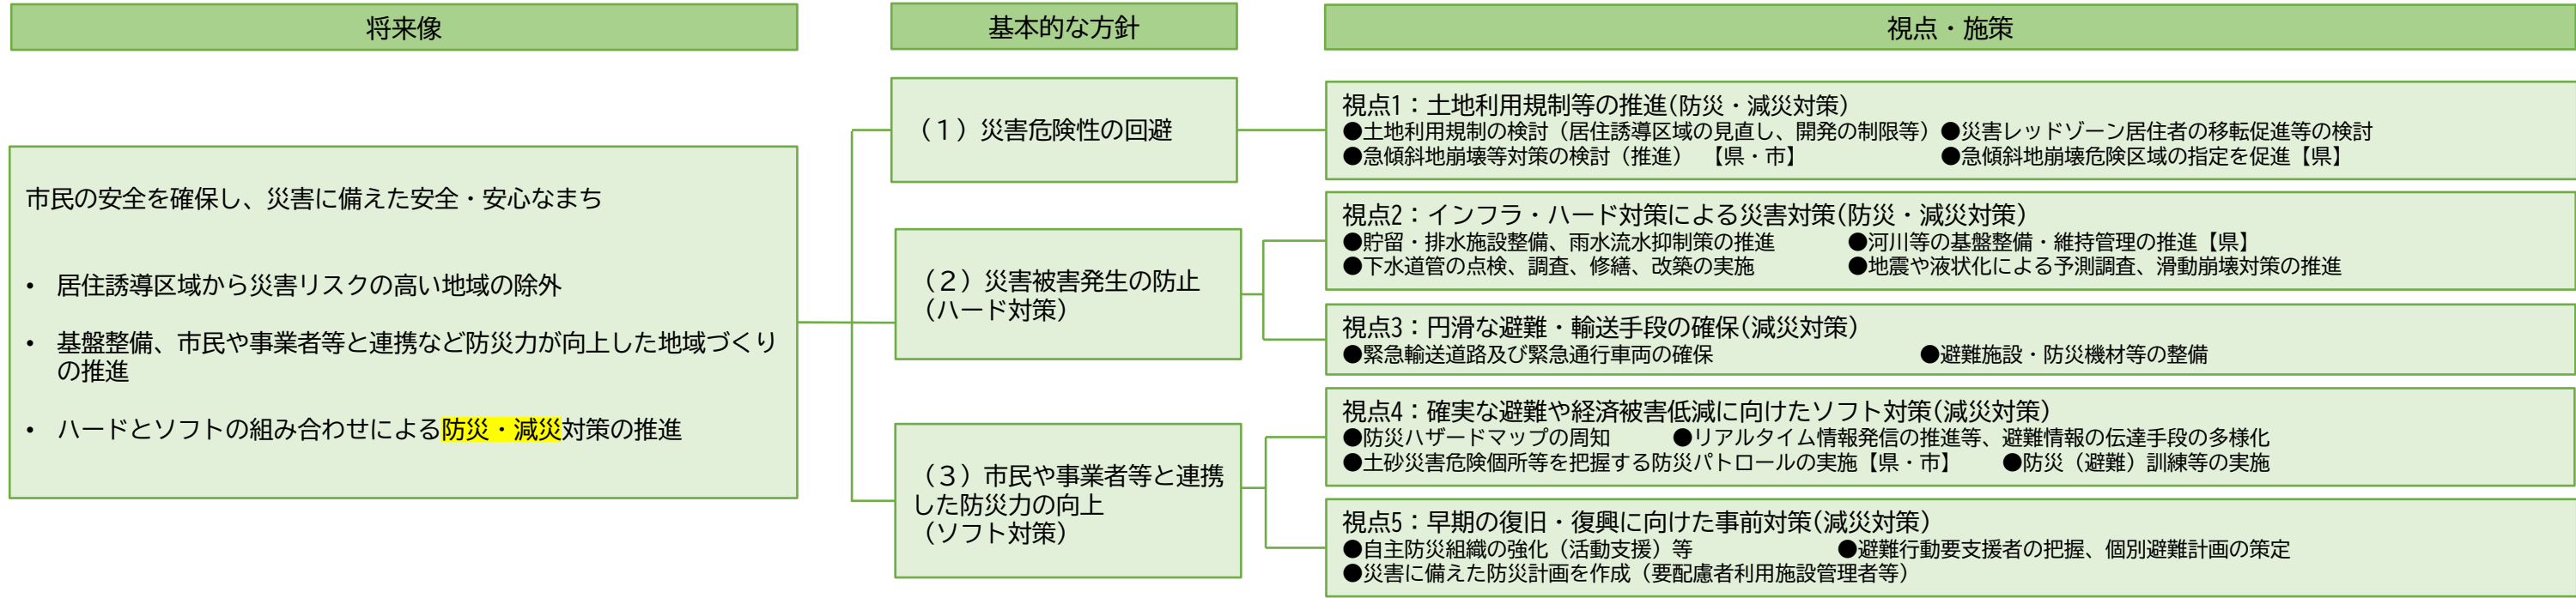 将来像
基本的な方針
視点・施策
市民の安全を確保し、災害に備えた安全・安心なまち
• 居住誘導区域から災害リスクの高い地域の除外
• 基盤整備、市民や事業者等と連携など防災力が向上した地域づくり
の推進
• ハードとソフトの組み合わせによる防災・減災対策の推進
（１）災害危険性の回避
（２）災害被害発生の防止
（ハード対策）
（３）市民や事業者等と連携
した防災力の向上
（ソフト対策）
視点1：土地利用規制等の推進(防災・減災対策)
●土地利用規制の検討（居住誘導区域の見直し、開発の制限等）●災害レッドゾーン居住者の移転促進等の検討
●急傾斜地崩壊等対策の検討（推進）【県・市】 ●急傾斜地崩壊危険区域の指定を促進【県】
視点2：インフラ・ハード対策による災害対策(防災・減災対策)
●貯留・排水施設整備、雨水流水抑制策の推進 ●河川等の基盤整備・維持管理の推進【県】
●下水道管の点検、調査、修繕、改築の実施 ●地震や液状化による予測調査、滑動崩壊対策の推進
視点3：円滑な避難・輸送手段の確保(減災対策)
●緊急輸送道路及び緊急通行車両の確保 ●避難施設・防災機材等の整備
視点4：確実な避難や経済被害低減に向けたソフト対策(減災対策)
●防災ハザードマップの周知 ●リアルタイム情報発信の推進等、避難情報の伝達手段の多様化
●土砂災害危険個所等を把握する防災パトロールの実施【県・市】 ●防災（避難）訓練等の実施
視点5：早期の復旧・復興に向けた事前対策(減災対策)
●自主防災組織の強化（活動支援）等 ●避難行動要支援者の把握、個別避難計画の策定
●災害に備えた防災計画を作成（要配慮者利用施設管理者等）